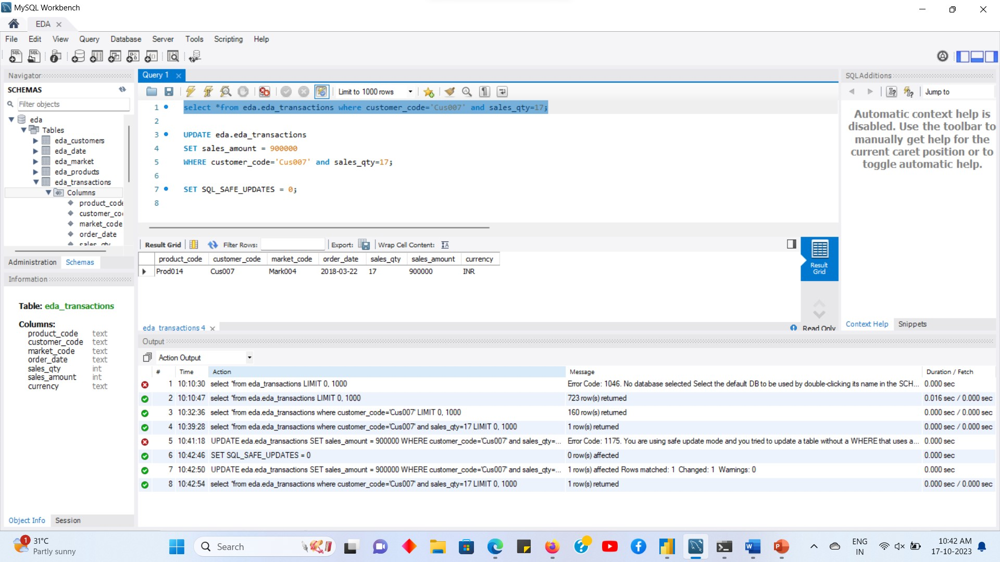 MySQL Workbench
EDA
File Edit View Query Database Server Tools Scripting Help
Navigator
SCHEMAS
Filter objects
eda
Tables
eda_customers
eda_date
eda_market
eda_products
eda_transactions
Columns
product_code
customer_co
market_code
order_date
sales_qty
Administration Schemas
Information
Table: eda_transactions
Columns:
product_code text
customer_code text
market_code text
order_date text
sales_qty int
sales_amount int
currency text
Object Info Session
Query 1
Limit to 1000 rows
1 select *from eda.eda_transactions where customer_code='Cus007' and sales_qty=17;
2
3 UPDATE eda.eda_transactions
4 SET sales_amount = 900000
5 WHERE customer_code='Cus007' and sales_qty=17;
6
7 SET SQL_SAFE_UPDATES = 0;
8
Result Grid Filter Rows: Export: Wrap Cell Content:
product_code customer_code market_code order_date sales_qty sales_amount currency
Prod014 Cus007 Mark004 2018-03-22 17 900000 INR
Result
Grid
eda_transactions 4 Read Only
SQLAdditions
Jump to
Automatic context help is
disabled. Use the toolbar to
manually get help for the
current caret position or to
toggle automatic help.
Context Help Snippets
Output
Action Output
# Time Action Message Duration / Fetch
1 10:10:30 select *from eda_transactions LIMIT 0, 1000 Error Code: 1046. No database selected Select the default DB to be used by double-clicking its name in the SCH... 0.000 sec
2 10:10:47 select *from eda.eda_transactions LIMIT 0, 1000 723 row(s) returned 0.016 sec / 0.000 sec
3 10:32:36 select *from eda.eda_transactions where customer_code='Cus007' LIMIT 0, 1000 160 row(s) returned 0.000 sec / 0.000 sec
4 10:39:28 select *from eda.eda_transactions where customer_code='Cus007' and sales_qty=17 LIMIT 0, 1000 1 row(s) returned 0.000 sec / 0.000 sec
5 10:41:18 UPDATE eda.eda_transactions SET sales_amount = 900000 WHERE customer_code='Cus007' and sales_qty=... Error Code: 1175. You are using safe update mode and you tried to update a table without a WHERE that uses a... 0.000 sec
6 10:42:46 SET SQL_SAFE_UPDATES = 0 0 row(s) affected 0.000 sec
7 10:42:50 UPDATE eda.eda_transactions SET sales_amount = 900000 WHERE customer_code='Cus007' and sales_qty=... 1 row(s) affected Rows matched: 1 Changed: 1 Warnings: 0 0.000 sec
8 10:42:54 select *from eda.eda_transactions where customer_code='Cus007' and sales_qty=17 LIMIT 0, 1000 1 row(s) returned 0.000 sec / 0.000 sec
1
31°C
Partly sunny
Search
ENG
IN
10:42 AM
17-10-2023